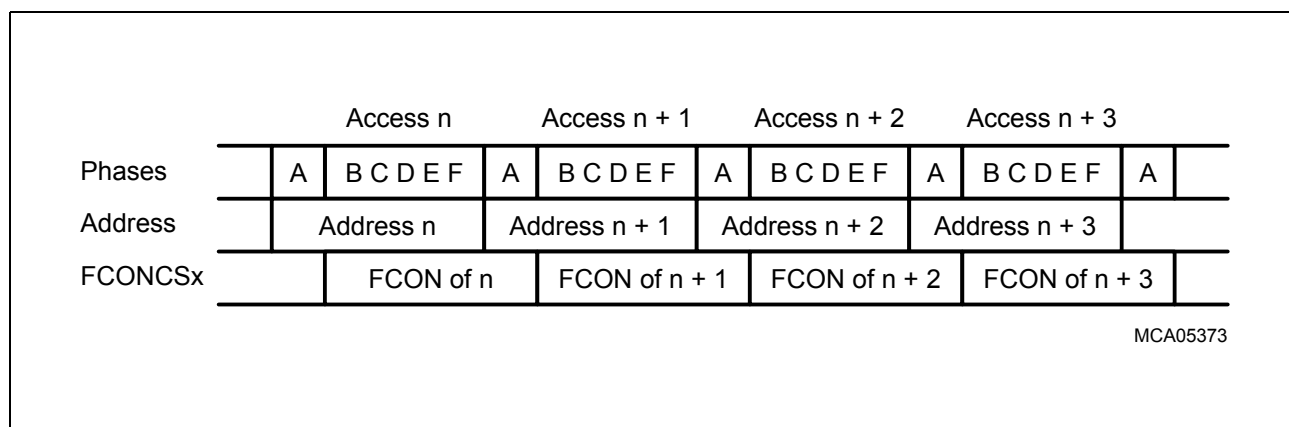 Access n Access n + 1 Access n + 2 Access n + 3
Phases A B C D E F A B C D E F A B C D E F A B C D E F A
Address Address n Address n + 1 Address n + 2 Address n + 3
FCONCSx FCON of n FCON of n + 1 FCON of n + 2 FCON of n + 3
MCA05373